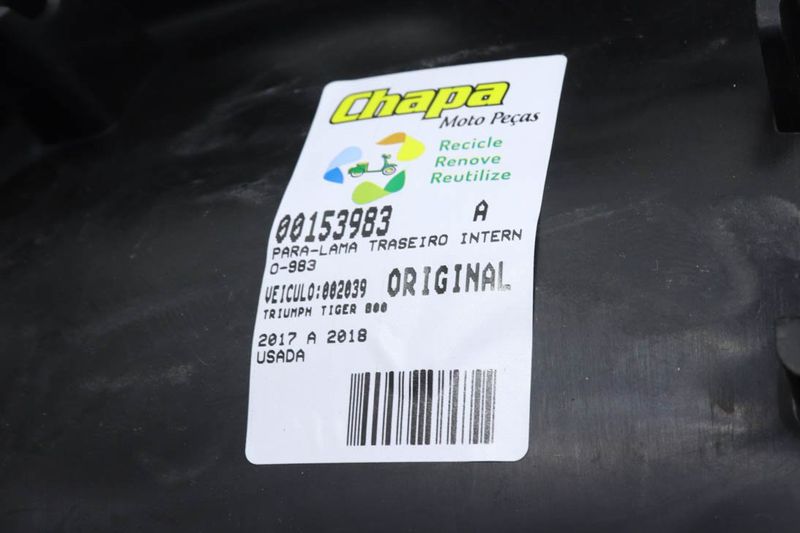 Chapa
Moto Peças
Recicle
Renove
Reutilize
00153983 A
PARA-LAMA TRASEIRO INTERN
O-983
VEICULO:002039 ORIGINAL
TRIUMPH TIGER 800
2017 A 2018
USADA